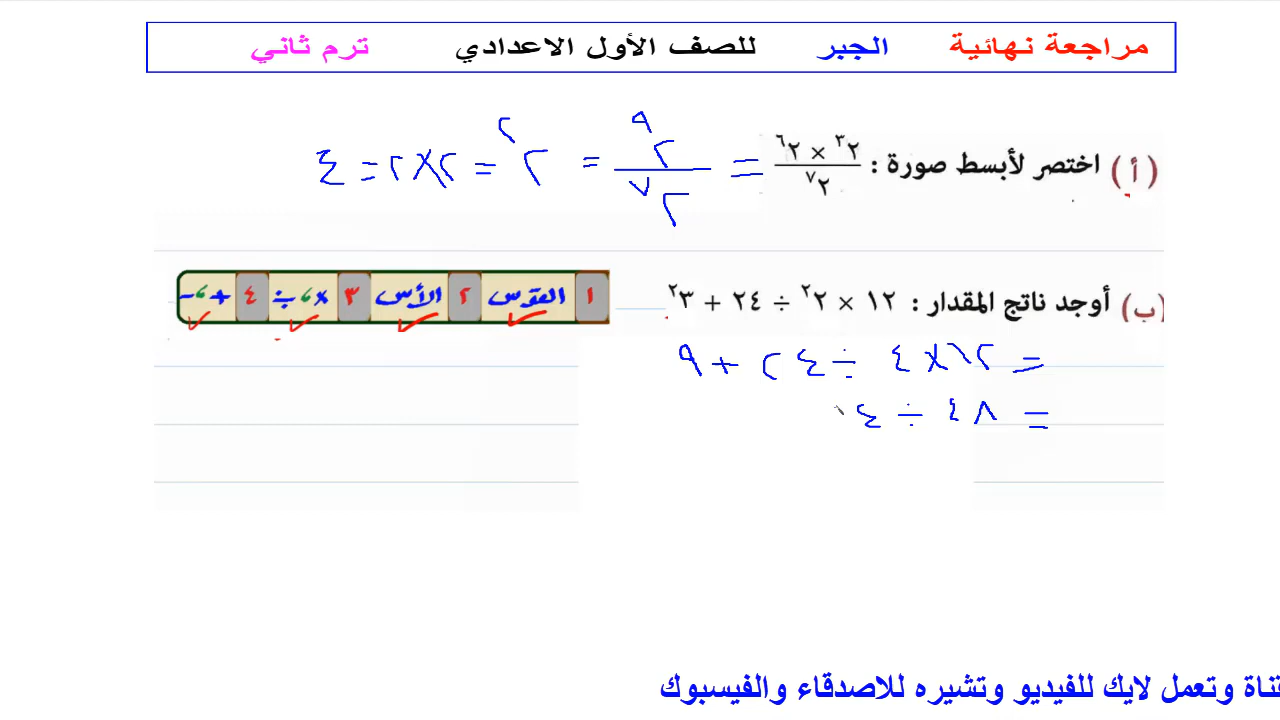 مراجعة نهائية الجبر للصف الأول الاعدادي ترم ثاني
(أ) اختصر لأبسط صورة : ٢^٣ × ٢^٦ / ٢^٧ = ٢^٩ / ٢^٧ = ٢^٢ = ٢×٢ = ٤
(ب) أوجد ناتج المقدار : ١٢ × ٢^٢ ÷ ٢٤ + ٣^٢
١ القوس ٢ الأس ٣ × ، ÷ ٤ + ، -
= ١٢×٤ ÷ ٢٤ + ٩
= ٤٨ ÷ ٤
قناة وتعمل لايك للفيديو وتشيره للاصدقاء والفيسبوك